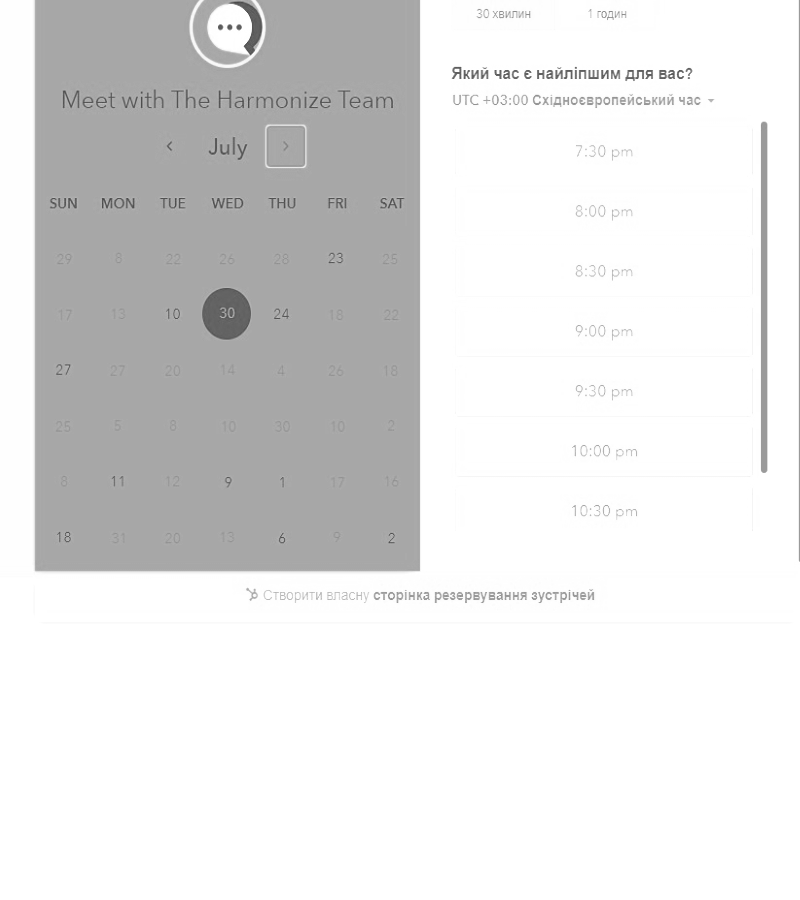 30 хвилин 1 годин
Meet with The Harmonize Team
July
SUN MON TUE WED THU FRI SAT
29 8 22 26 28 23 25
17 13 10 30 24 18 22
27 27 20 14 4 26 18
25 5 8 10 30 10 2
8 11 12 9 1 17 16
18 31 20 13 6 9 2
Який час є найліпшим для вас?
UTC +03:00 Східноєвропейський час
7:30 pm
8:00 pm
8:30 pm
9:00 pm
9:30 pm
10:00 pm
10:30 pm
Створити власну сторінка резервування зустрічей